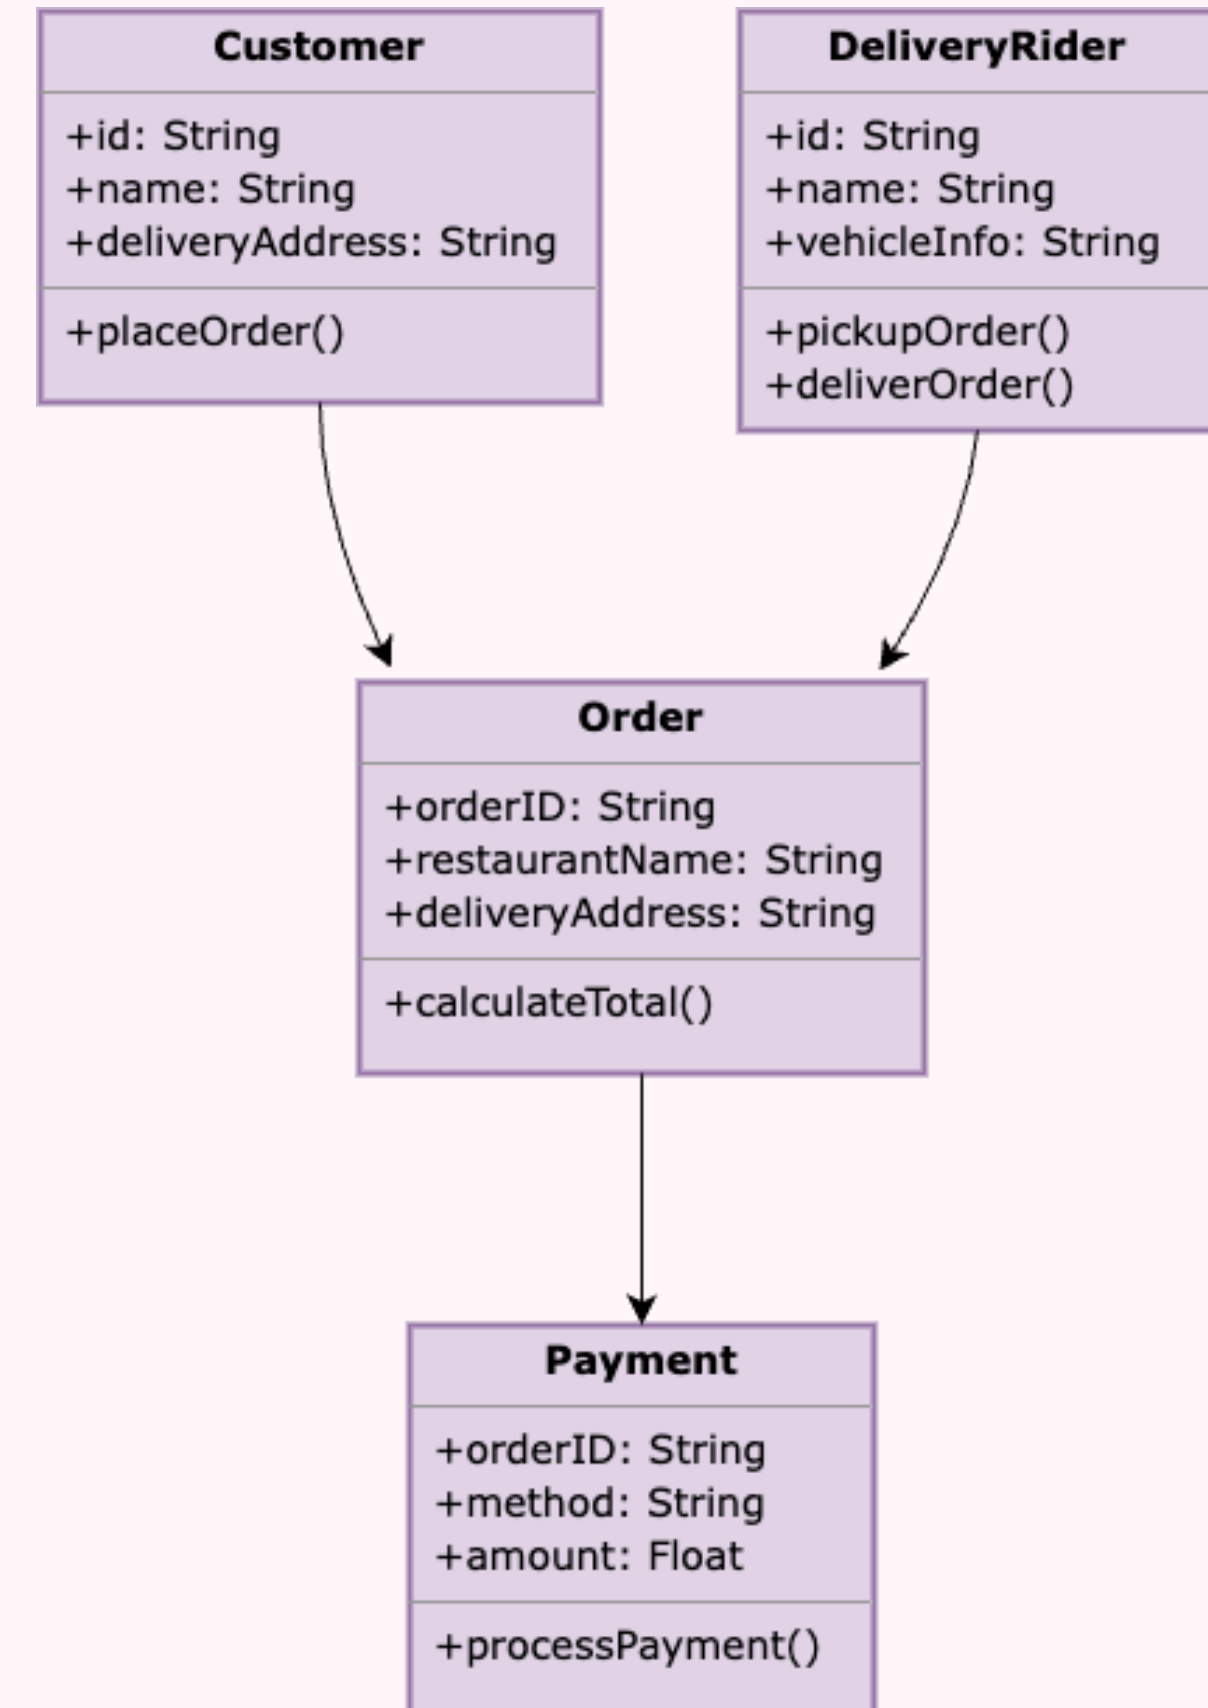 Customer
+id: String
+name: String
+deliveryAddress: String
+placeOrder()
DeliveryRider
+id: String
+name: String
+vehicleInfo: String
+pickupOrder()
+deliverOrder()
Order
+orderID: String
+restaurantName: String
+deliveryAddress: String
+calculateTotal()
Payment
+orderID: String
+method: String
+amount: Float
+processPayment()